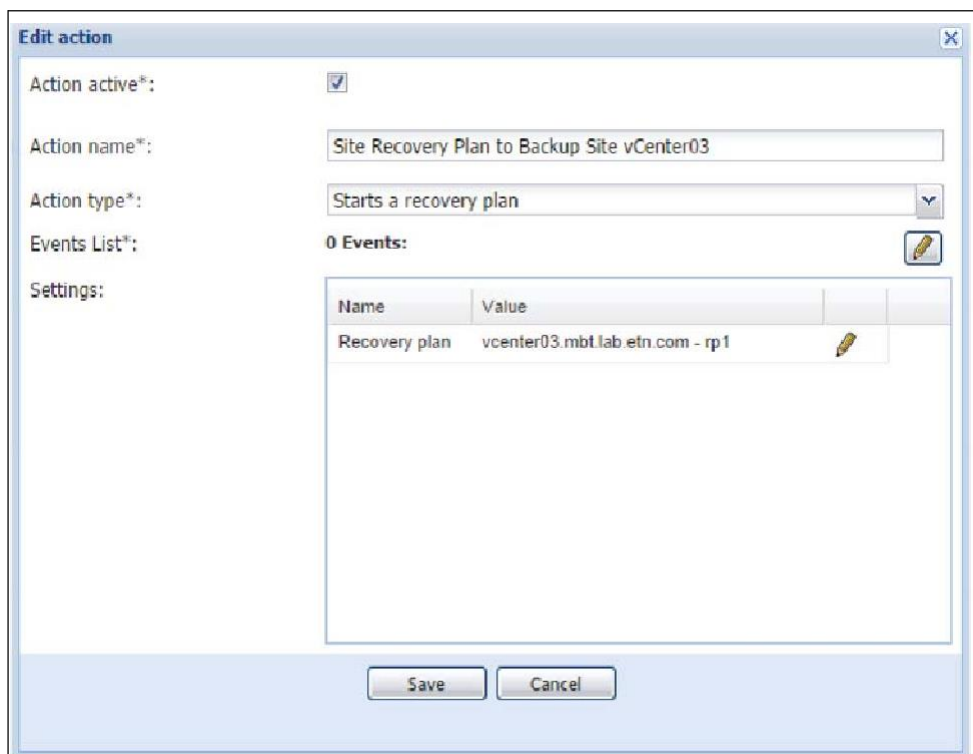 Edit action
Action active*:
Action name*: Site Recovery Plan to Backup Site vCenter03
Action type*: Starts a recovery plan
Events List*: 0 Events:
Settings:
Name Value
Recovery plan vcenter03.mbt.lab.etn.com - rp1
Save Cancel